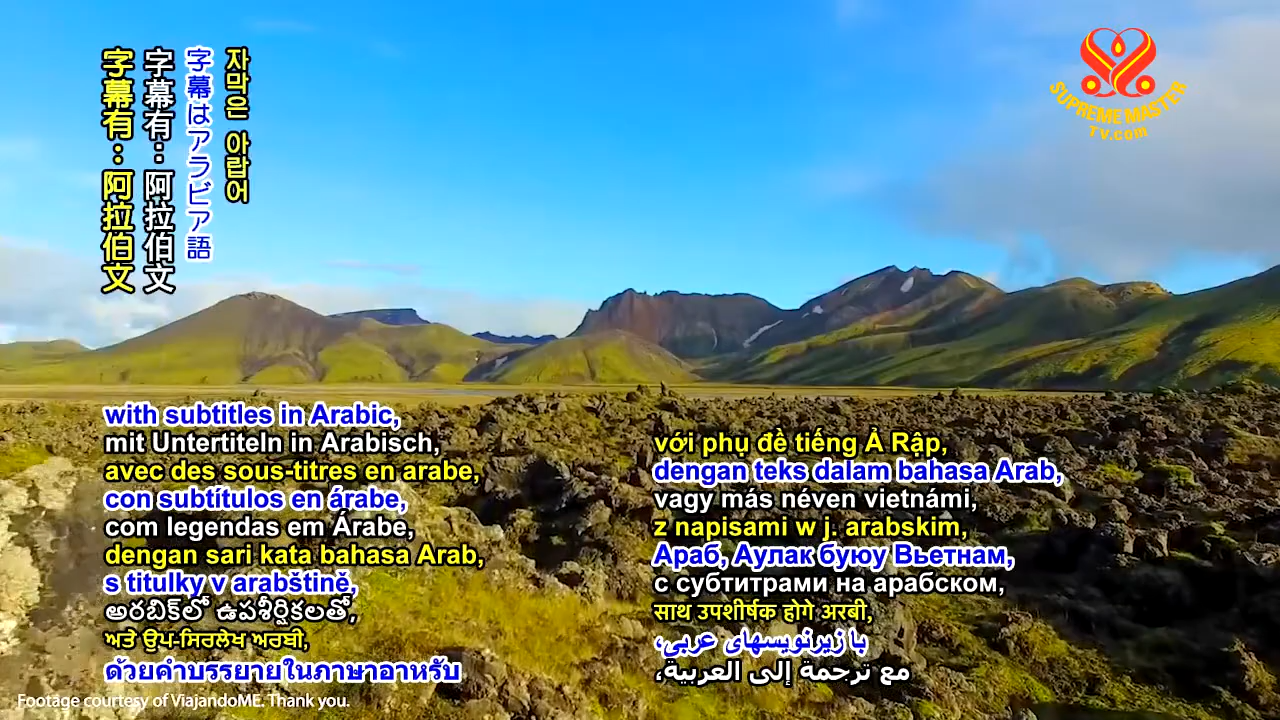 字幕有：阿拉伯文
字幕有：阿拉伯文
字幕はアラビア語
자막은 아랍어
SUPREME MASTER
TV.com
with subtitles in Arabic,
mit Untertiteln in Arabisch,
avec des sous-titres en arabe,
con subtítulos en árabe,
com legendas em Árabe,
dengan sari kata bahasa Arab,
s titulky v arabštině,
అరబిక్‌లో ఉపశీర్షికలతో,
ਅਤੇ ਉਪ-ਸਿਰਲੇਖ ਅਰਬੀ,
ด้วยคำบรรยายในภาษาอาหรับ
với phụ đề tiếng Ả Rập,
dengan teks dalam bahasa Arab,
vagy más néven vietnámi,
z napisami w j. arabskim,
Араб, Аулак буюу Вьетнам,
с субтитрами на арабском,
साथ उपशीर्षक होगे अरबी,
با زیرنویسهای عربی،
مع ترجمة إلى العربية،
Footage courtesy of ViajandoME. Thank you.